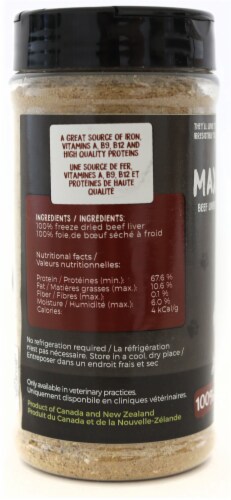 A GREAT SOURCE OF IRON,
VITAMINS A, B9, B12 AND
HIGH QUALITY PROTEINS
UNE SOURCE DE FER,
VITAMINES A, B9, B12 ET
PROTÉINES DE HAUTE
QUALITÉ
INGREDIENTS / INGRÉDIENTS:
100% freeze dried beef liver
100% foie de bœuf séché à froid
Nutritional facts /
Valeurs nutritionnelles:
Protein / Protéines (min.): 67.6 %
Fat / Matières grasses (max.): 10.6 %
Fiber / Fibres (max.): 0.1 %
Moisture / Humidité (max.): 6.0 %
Calories: 4 kCal/g
No refrigeration required / La réfrigération
n'est pas nécessaire. Store in a cool, dry place /
Entreposer dans un endroit frais et sec
Only available in veterinary practices.
Uniquement disponible en cliniques vétérinaires.
Product of Canada and New Zealand
Produit du Canada et de la Nouvelle-Zélande
MA
BEEF
100%